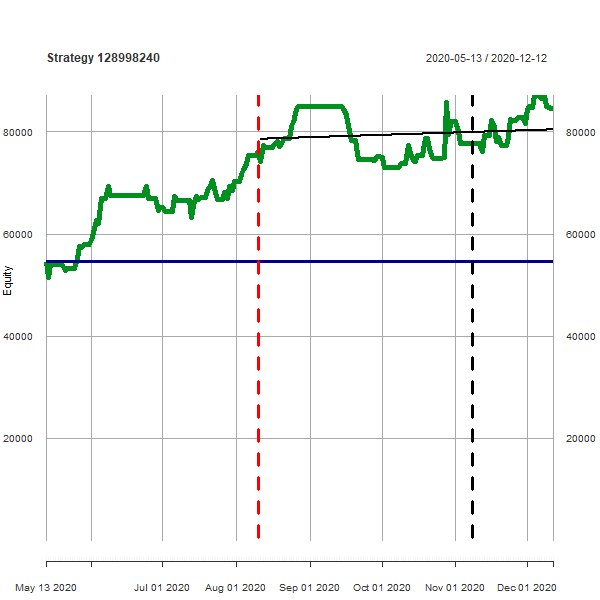 Strategy 128998240
2020-05-13 / 2020-12-12
80000
80000
60000
60000
Equity
40000
40000
20000
20000
May 13 2020
Jul 01 2020
Aug 01 2020
Sep 01 2020
Oct 01 2020
Nov 01 2020
Dec 01 2020